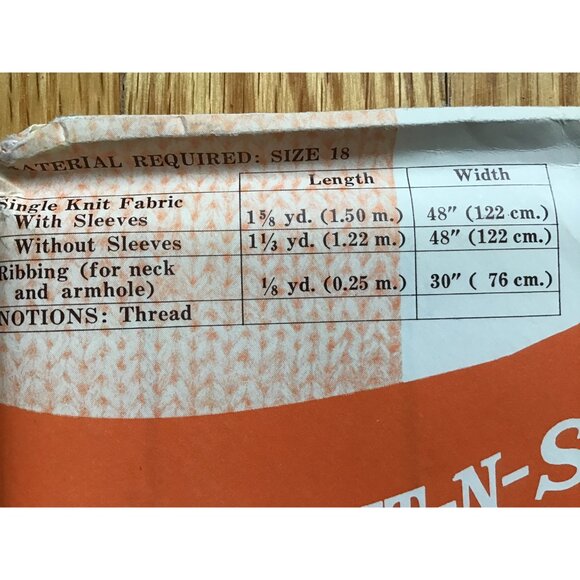 MATERIAL REQUIRED: SIZE 18
Length Width
Single Knit Fabric
With Sleeves 1⅝ yd. (1.50 m.) 48" (122 cm.)
Without Sleeves 1⅓ yd. (1.22 m.) 48" (122 cm.)
Ribbing (for neck
and armhole) ⅛ yd. (0.25 m.) 30" ( 76 cm.)
NOTIONS: Thread
T-N-S